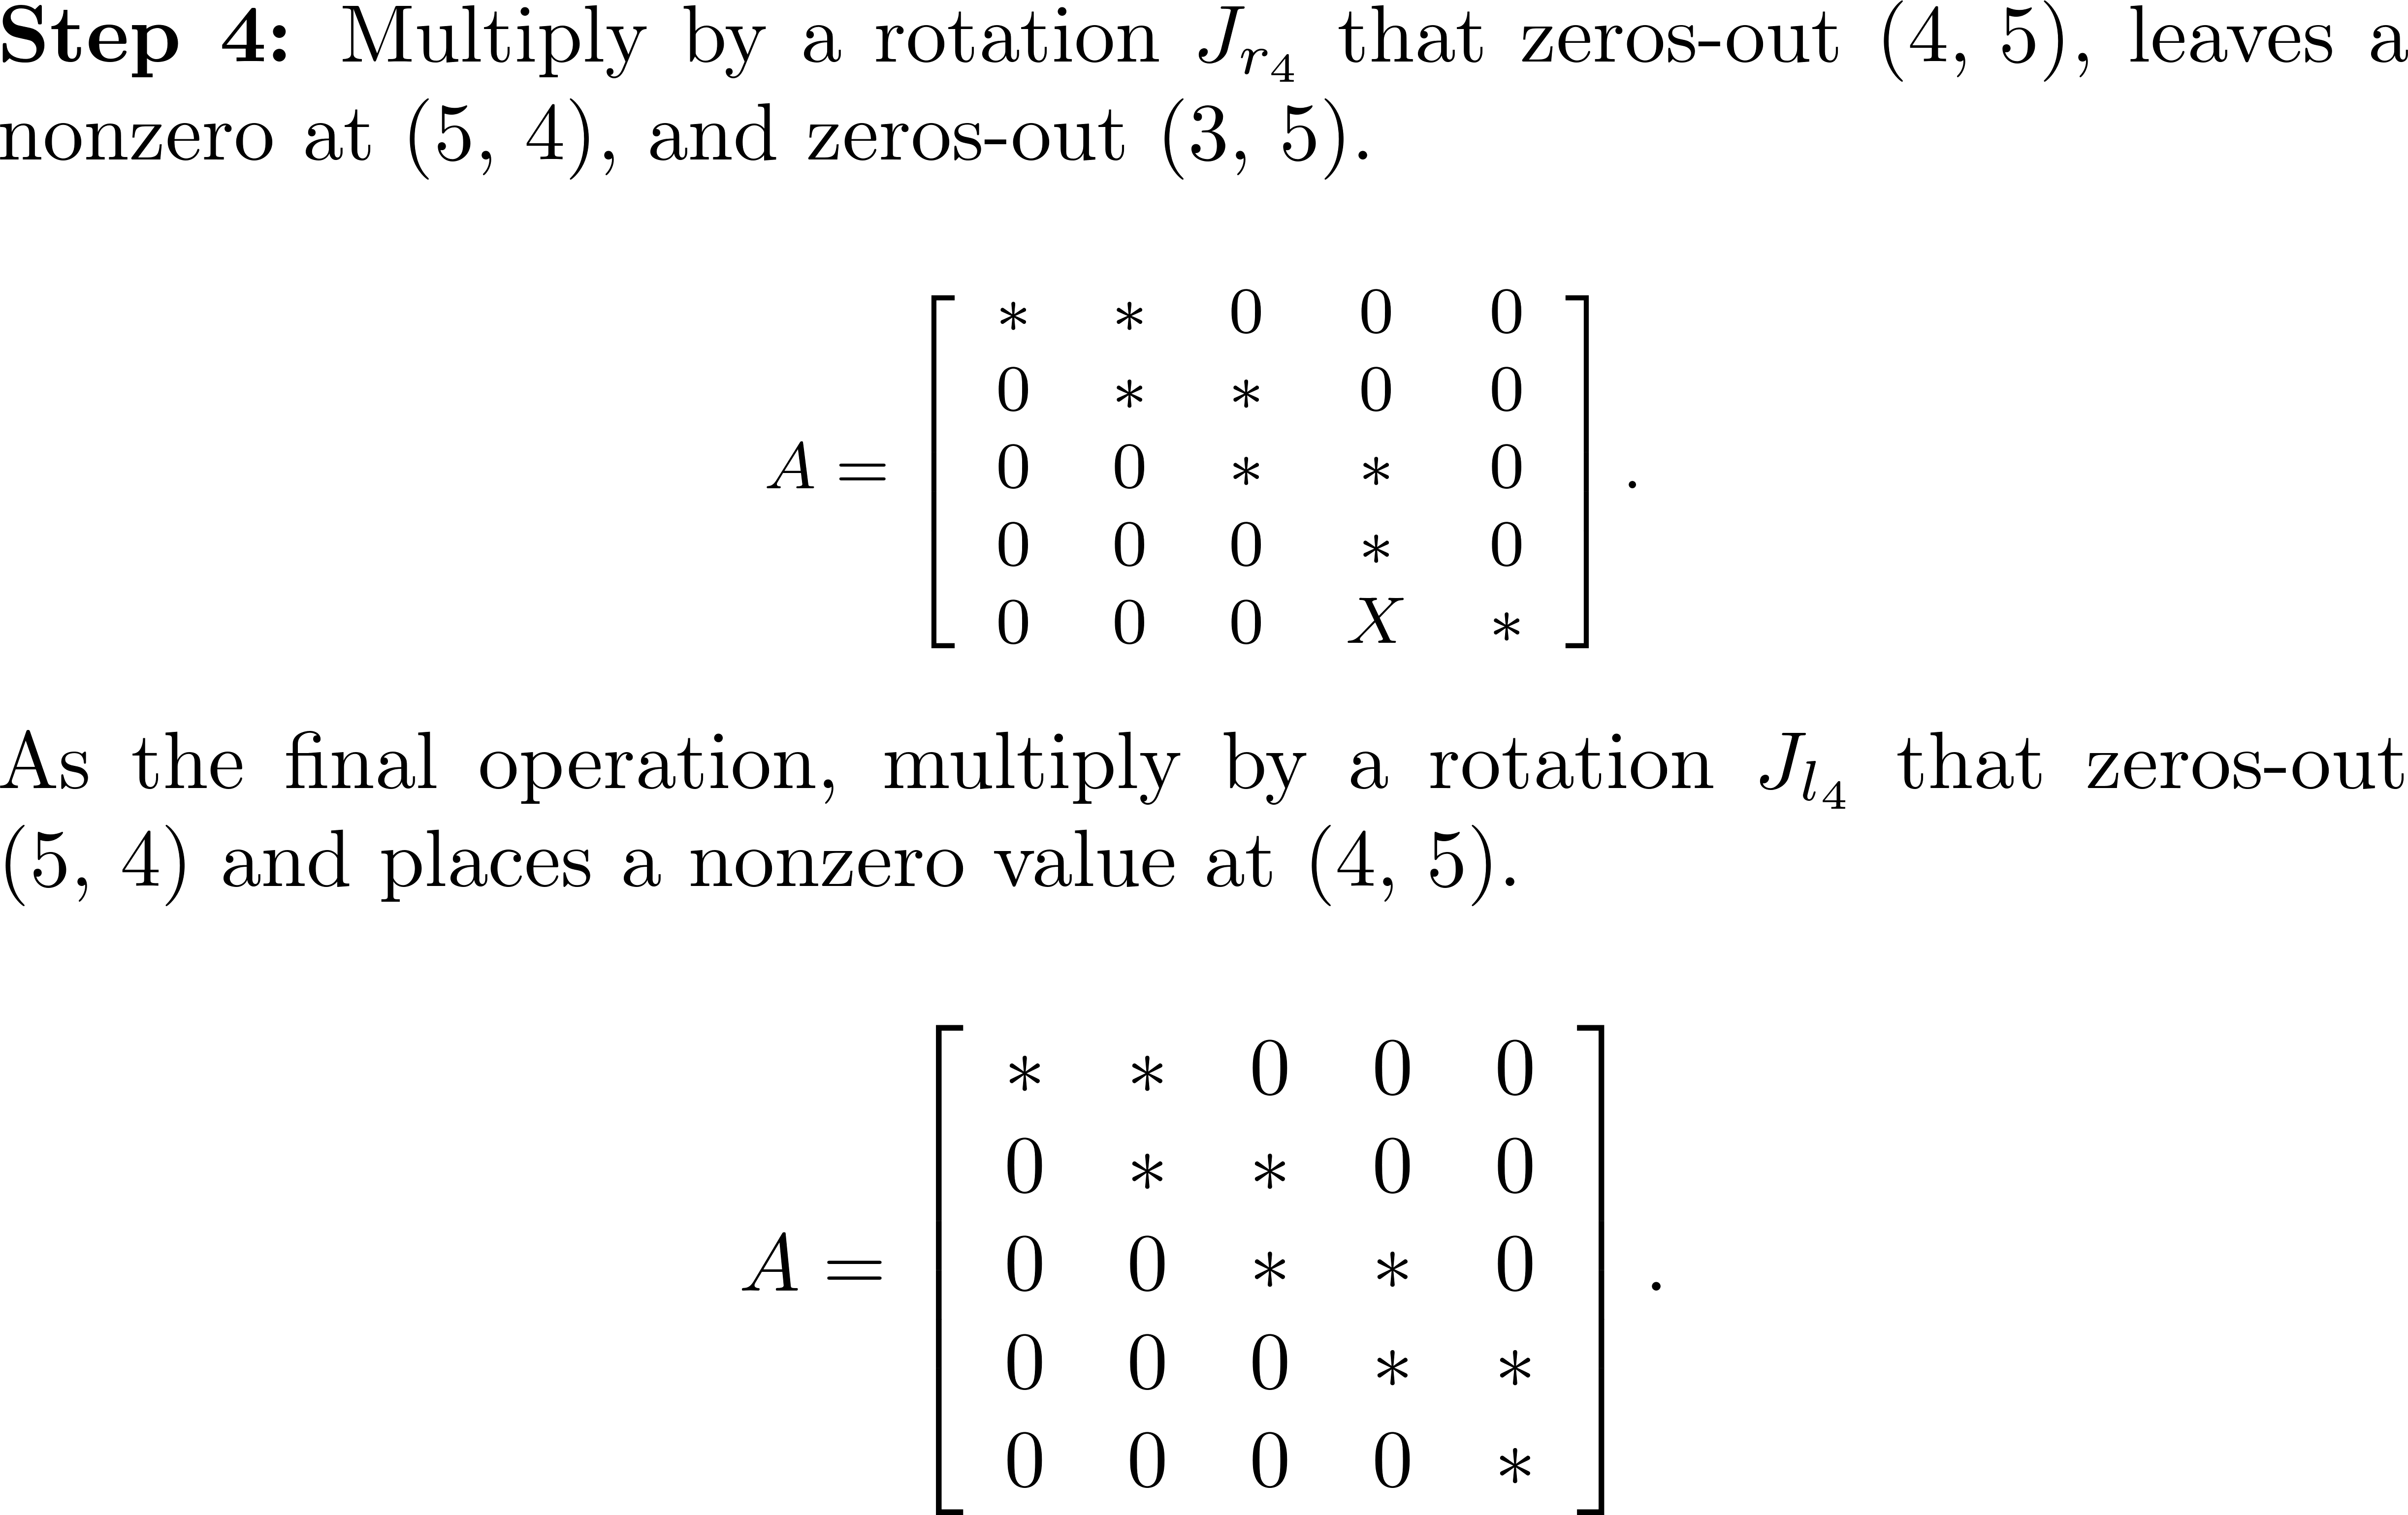 Step 4: Multiply by a rotation J_{r_4} that zeros-out (4, 5), leaves a
nonzero at (5, 4), and zeros-out (3, 5).
A = [
* * 0 0 0
0 * * 0 0
0 0 * * 0
0 0 0 * 0
0 0 0 X *
] .
As the final operation, multiply by a rotation J_{l_4} that zeros-out
(5, 4) and places a nonzero value at (4, 5).
A = [
* * 0 0 0
0 * * 0 0
0 0 * * 0
0 0 0 * *
0 0 0 0 *
] .